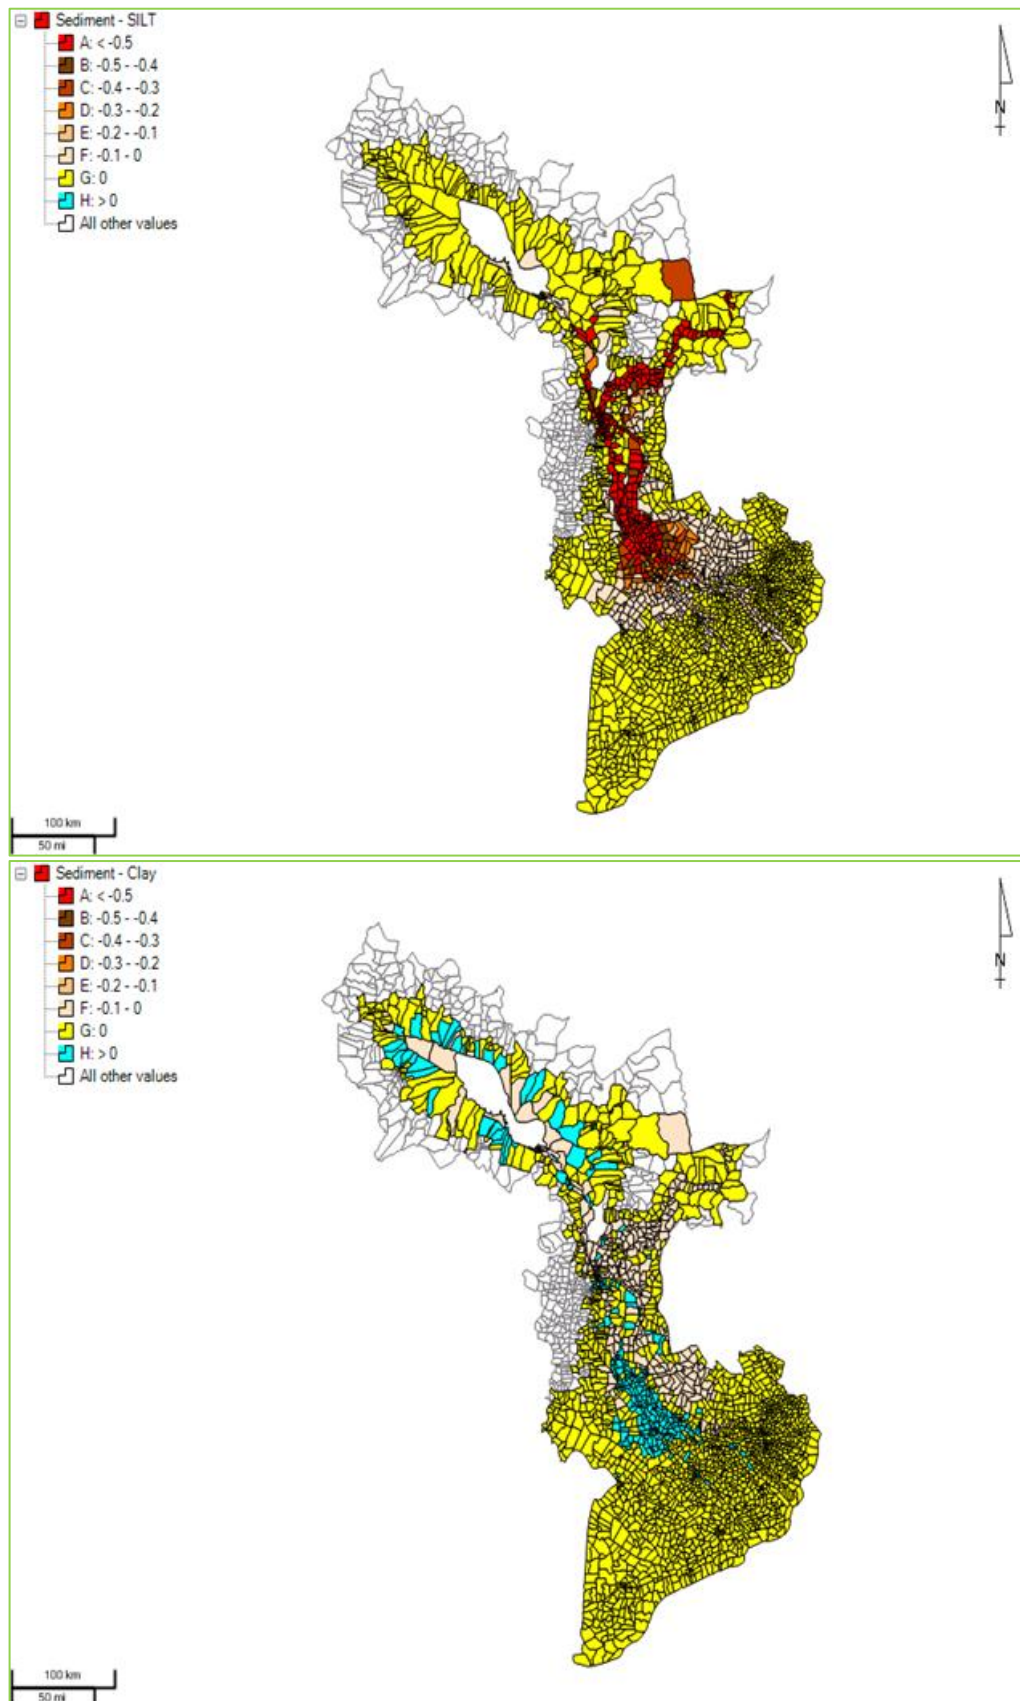 Sediment - SILT
A: < -0.5
B: -0.5 - -0.4
C: -0.4 - -0.3
D: -0.3 - -0.2
E: -0.2 - -0.1
F: -0.1 - 0
G: 0
H: > 0
All other values
N
100 km
50 mi
Sediment - Clay
A: < -0.5
B: -0.5 - -0.4
C: -0.4 - -0.3
D: -0.3 - -0.2
E: -0.2 - -0.1
F: -0.1 - 0
G: 0
H: > 0
All other values
N
100 km
50 mi